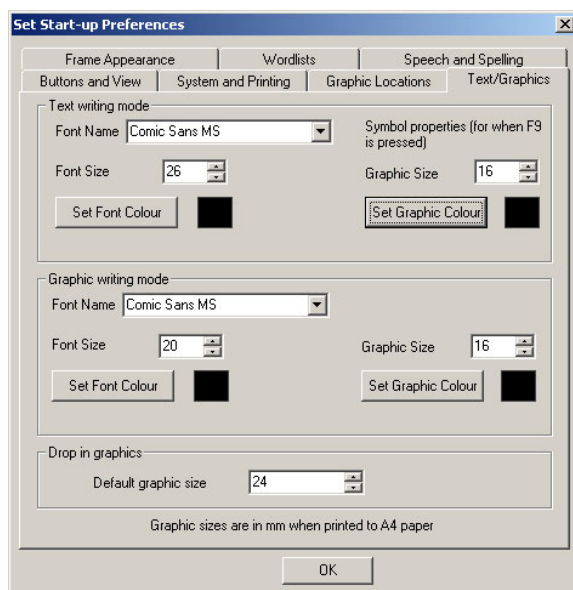 Set Start-up Preferences
Frame Appearance Wordlists Speech and Spelling
Buttons and View System and Printing Graphic Locations Text/Graphics
Text writing mode
Font Name Comic Sans MS
Symbol properties (for when F9
is pressed)
Font Size 26 Graphic Size 16
Set Font Colour Set Graphic Colour
Graphic writing mode
Font Name Comic Sans MS
Font Size 20 Graphic Size 16
Set Font Colour Set Graphic Colour
Drop in graphics
Default graphic size 24
Graphic sizes are in mm when printed to A4 paper
OK